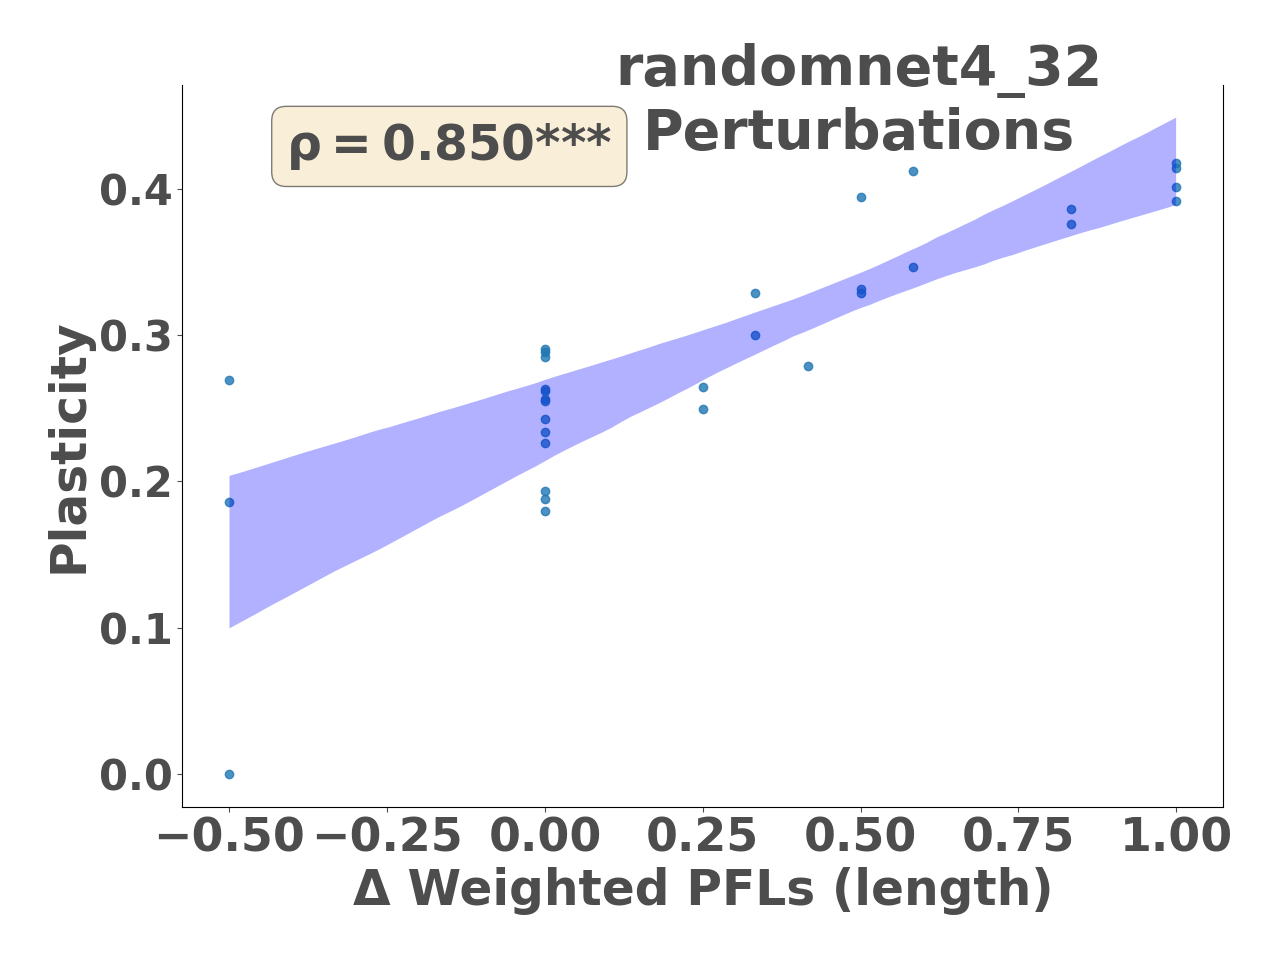 randomnet4_32
Perturbations
ρ = 0.850***
Plasticity
0.4
0.3
0.2
0.1
0.0
−0.50 −0.25 0.00 0.25 0.50 0.75 1.00
Δ Weighted PFLs (length)